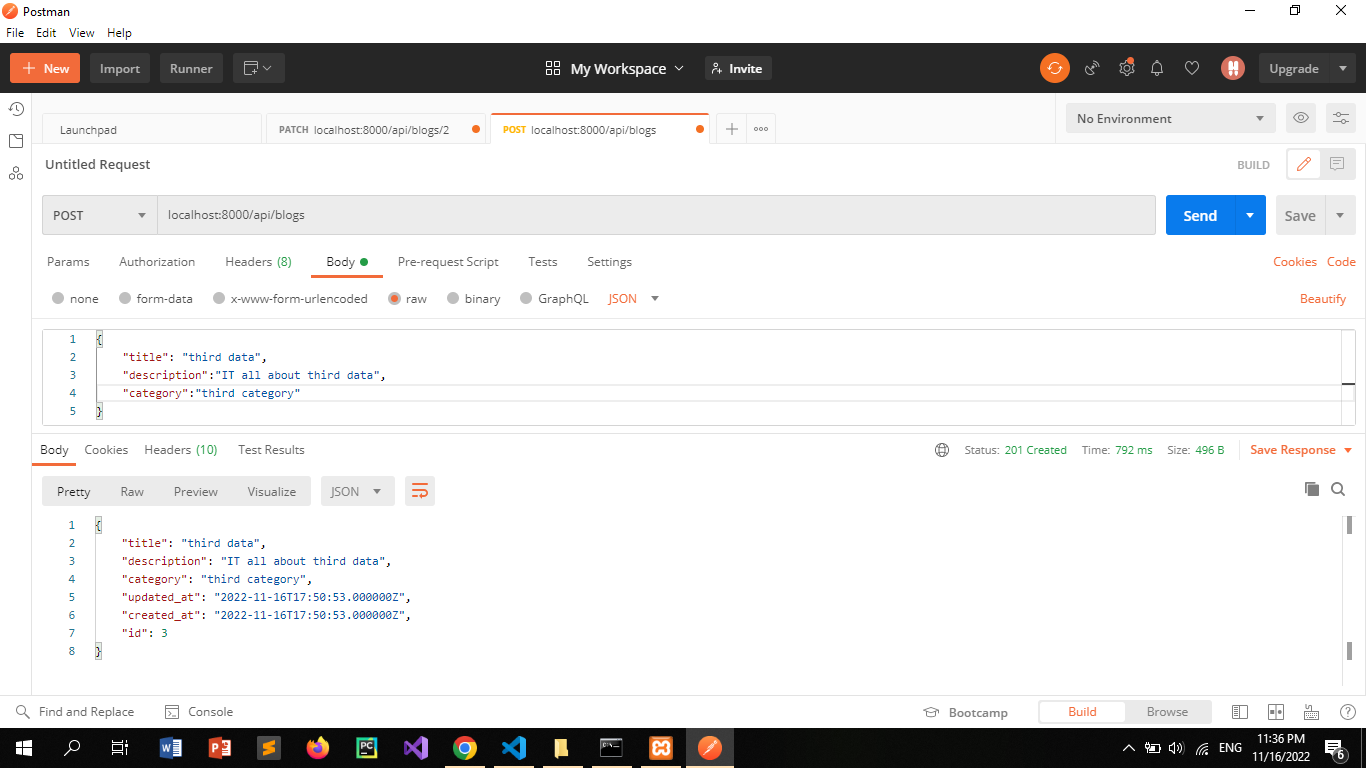 Postman
File Edit View Help
New Import Runner My Workspace Invite Upgrade
Launchpad PATCH localhost:8000/api/blogs/2 POST localhost:8000/api/blogs No Environment
Untitled Request BUILD
POST localhost:8000/api/blogs Send Save
Params Authorization Headers (8) Body Pre-request Script Tests Settings Cookies Code
none form-data x-www-form-urlencoded raw binary GraphQL JSON Beautify
1 {
2 "title": "third data",
3 "description":"IT all about third data",
4 "category":"third category"
5 }
Body Cookies Headers (10) Test Results Status: 201 Created Time: 792 ms Size: 496 B Save Response
Pretty Raw Preview Visualize JSON
1 {
2 "title": "third data",
3 "description": "IT all about third data",
4 "category": "third category",
5 "updated_at": "2022-11-16T17:50:53.000000Z",
6 "created_at": "2022-11-16T17:50:53.000000Z",
7 "id": 3
8 }
Find and Replace Console Bootcamp Build Browse
ENG 11:36 PM
11/16/2022 6